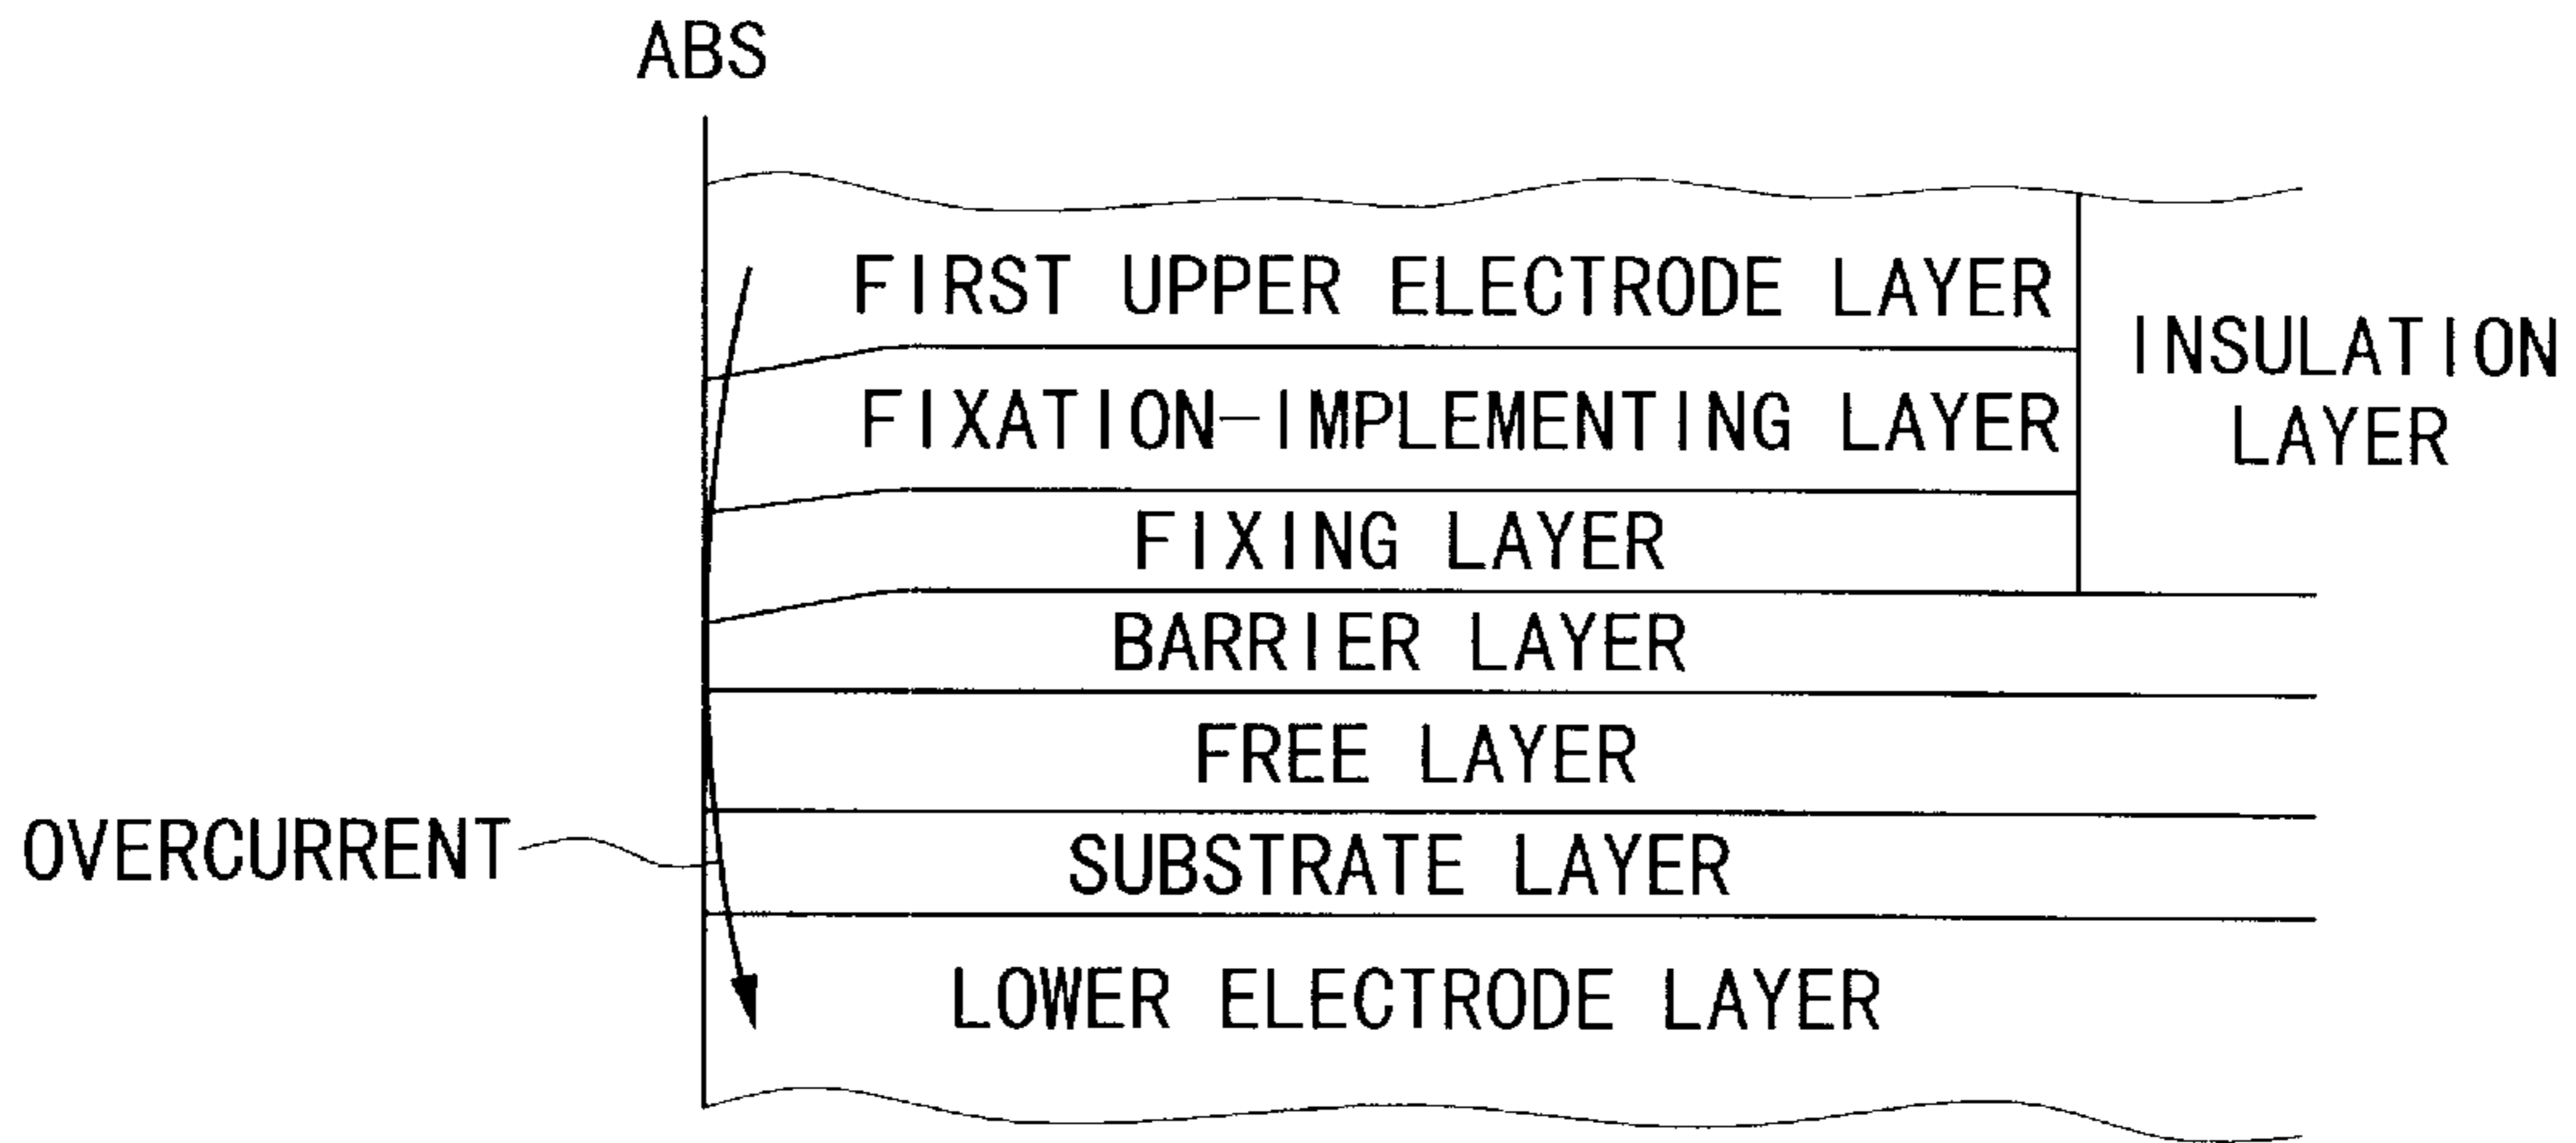 ABS
FIRST UPPER ELECTRODE LAYER
INSULATION
LAYER
FIXATION-IMPLEMENTING LAYER
FIXING LAYER
BARRIER LAYER
FREE LAYER
OVERCURRENT
SUBSTRATE LAYER
LOWER ELECTRODE LAYER